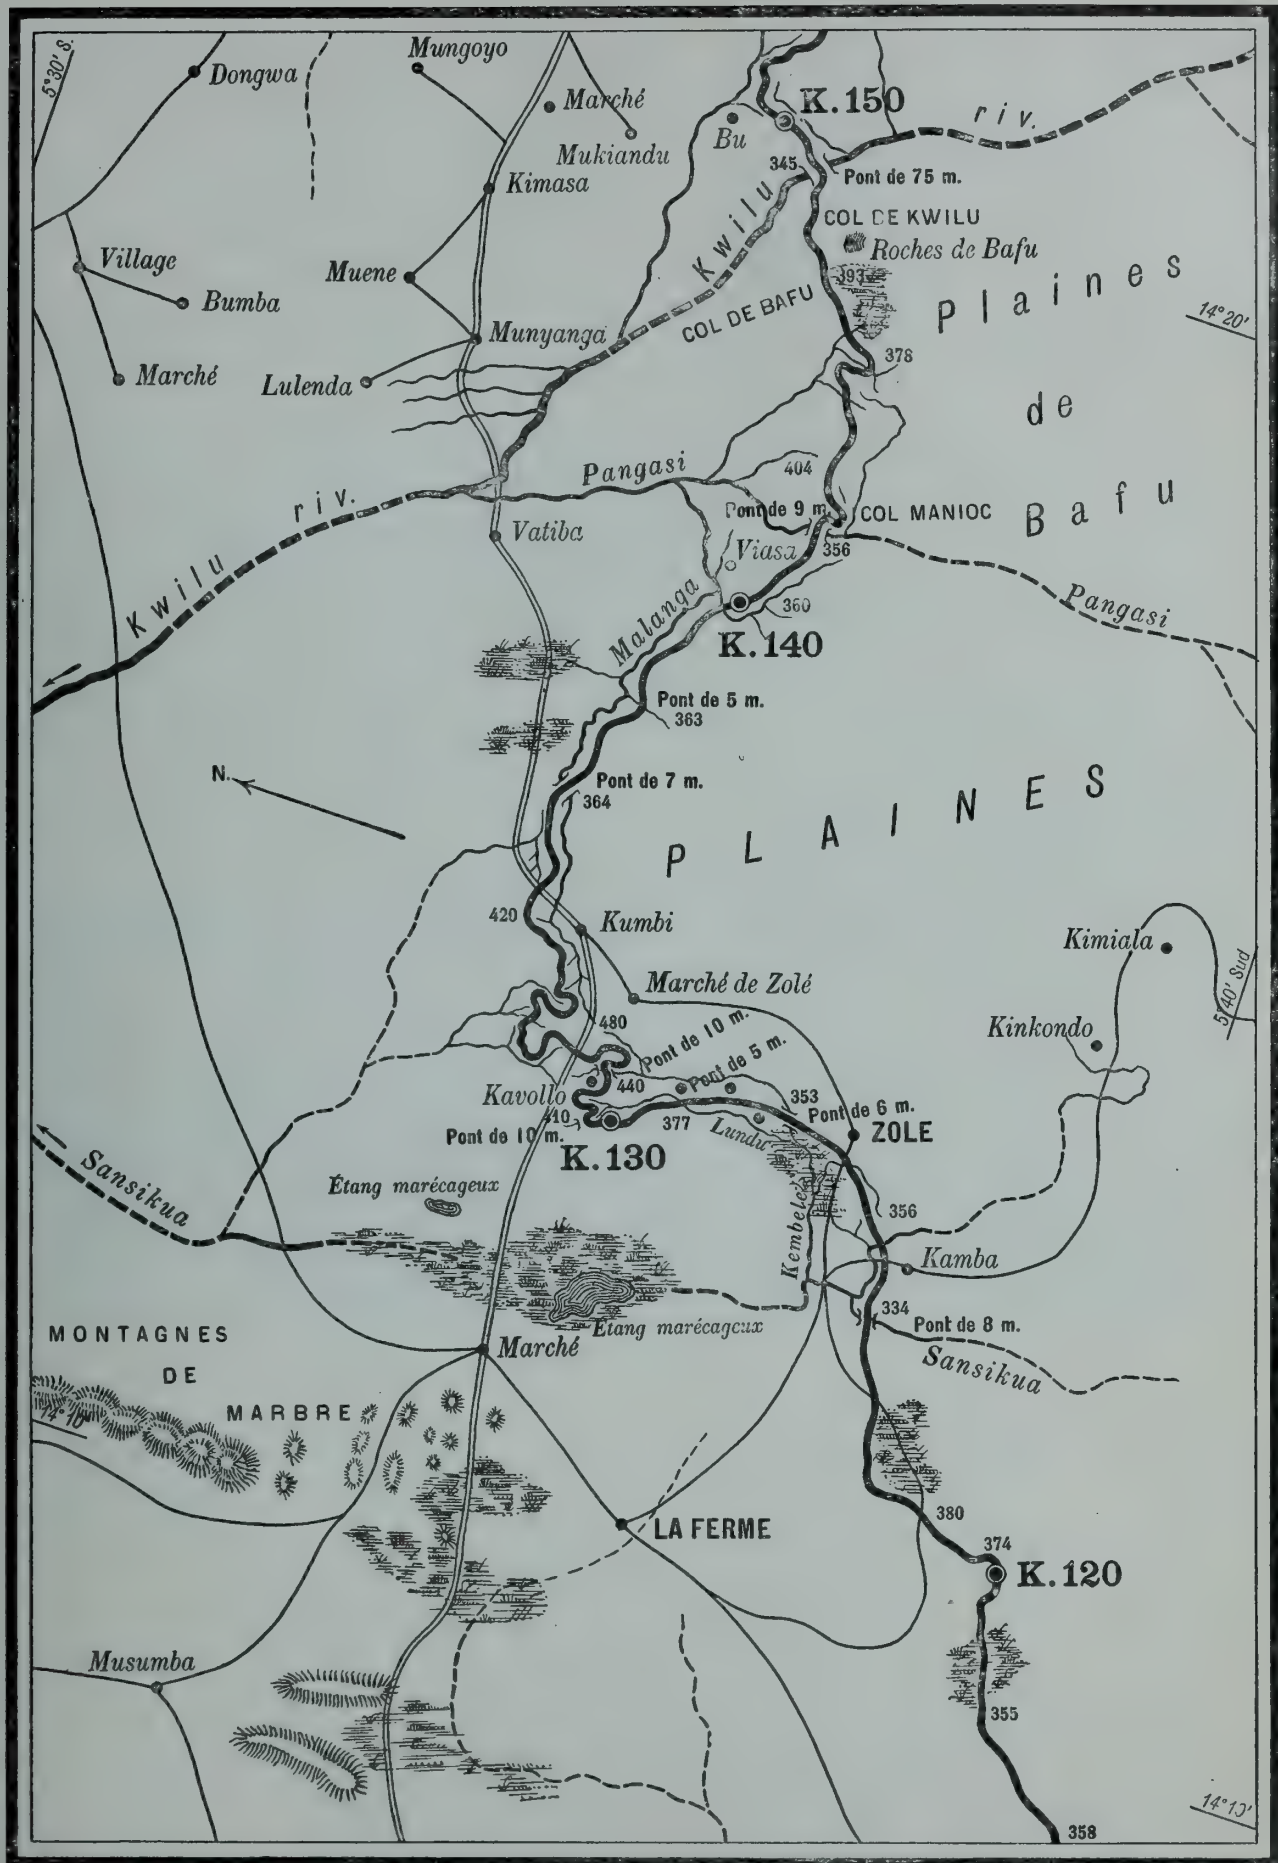 5°30' S.
Dongwa
Mungoyo
Marché
Mukiandu
Bu
K.150
riv.
Kimasa
345
Pont de 75 m.
COL DE KWILU
Kwilu
Roches de Bafu
393
Village
Bumba
Muene
COL DE BAFU
Plaines
14°20'
Marché
Lulenda
Munyanga
378
de
Pangasi
404
riv.
Pont de 9 m.
COL MANIOC
Bafu
Vatiba
Viasa
356
Kwilu
Malanga
360
Pangasi
K.140
Pont de 5 m.
363
N.
Pont de 7 m.
364
PLAINES
420
Kumbi
Kimiala
Marché de Zolé
5°40' Sud
480
Kinkondo
Pont de 10 m.
Pont de 5 m.
Kavollo
440
353
410
377
Pont de 6 m.
Lundu
ZOLE
Pont de 10 m.
K.130
Sansikua
Étang marécageux
Kembele
356
Kamba
334
Étang marécageux
Pont de 8 m.
MONTAGNES
DE
MARBRE
Marché
Sansikua
14°10'
LA FERME
380
374
K.120
Musumba
355
14°10'
358